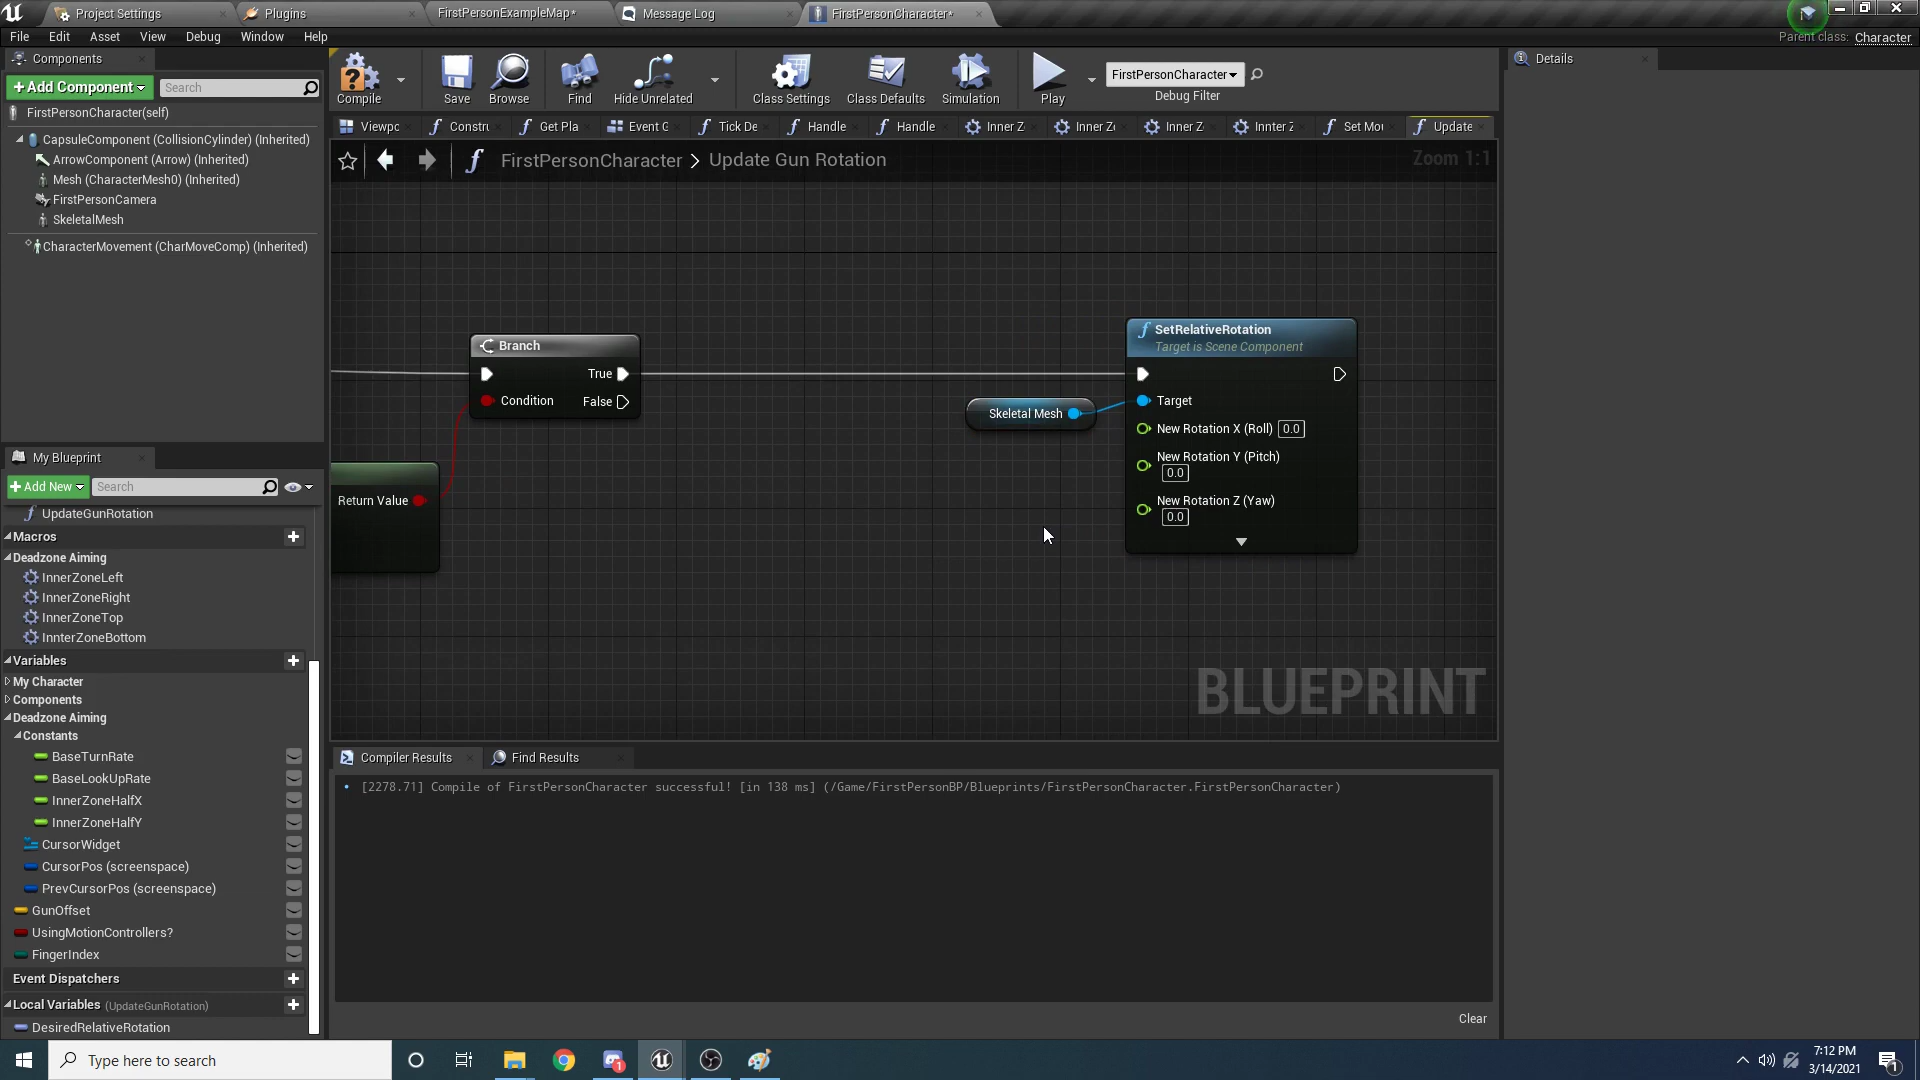 Project Settings
Plugins
FirstPersonExampleMap*
Message Log
FirstPersonCharacter*
File Edit Asset View Debug Window Help
Parent class: Character
Components
+Add Component
Search
FirstPersonCharacter(self)
CapsuleComponent (CollisionCylinder) (Inherited)
ArrowComponent (Arrow) (Inherited)
Mesh (CharacterMesh0) (Inherited)
FirstPersonCamera
SkeletalMesh
CharacterMovement (CharMoveComp) (Inherited)
Compile
Save
Browse
Find
Hide Unrelated
Class Settings
Class Defaults
Simulation
Play
FirstPersonCharacter
Debug Filter
Details
Viewpc
Constru
Get Pla
Event G
Tick De
Handle
Handle
Inner Z
Inner Z
Inner Z
Innter Z
Set Mou
Update
FirstPersonCharacter > Update Gun Rotation
Zoom 1:1
Branch
True
Condition
False
Return Value
Skeletal Mesh
SetRelativeRotation
Target is Scene Component
Target
New Rotation X (Roll) 0.0
New Rotation Y (Pitch)
0.0
New Rotation Z (Yaw)
0.0
BLUEPRINT
My Blueprint
+Add New
Search
UpdateGunRotation
Macros
Deadzone Aiming
InnerZoneLeft
InnerZoneRight
InnerZoneTop
InnterZoneBottom
Variables
My Character
Components
Deadzone Aiming
Constants
BaseTurnRate
BaseLookUpRate
InnerZoneHalfX
InnerZoneHalfY
CursorWidget
CursorPos (screenspace)
PrevCursorPos (screenspace)
GunOffset
UsingMotionControllers?
FingerIndex
Event Dispatchers
Local Variables (UpdateGunRotation)
DesiredRelativeRotation
Compiler Results
Find Results
[2278.71] Compile of FirstPersonCharacter successful! [in 138 ms] (/Game/FirstPersonBP/Blueprints/FirstPersonCharacter.FirstPersonCharacter)
Clear
Type here to search
1
7:12 PM
3/14/2021
1